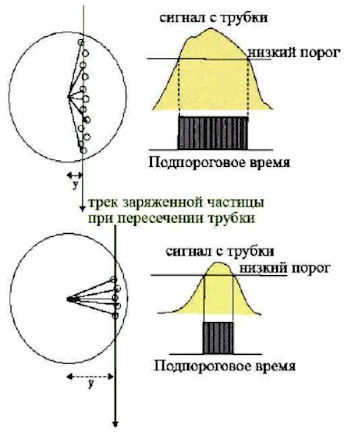 сигнал с трубки
низкий порог
Подпороговое время
y
трек заряженной частицы
при пересечении трубки
сигнал с трубки
низкий порог
y
Подпороговое время